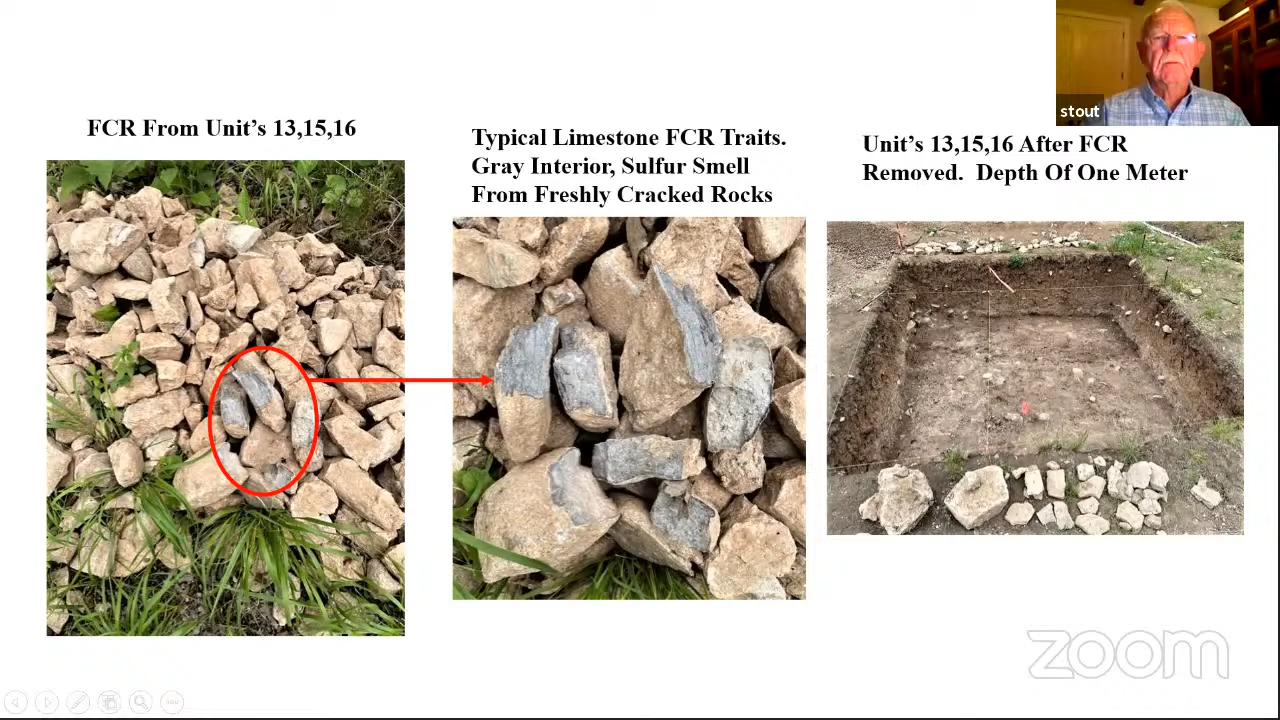 stout
FCR From Unit's 13,15,16
Typical Limestone FCR Traits.
Gray Interior, Sulfur Smell
From Freshly Cracked Rocks
Unit's 13,15,16 After FCR
Removed. Depth Of One Meter
zoom